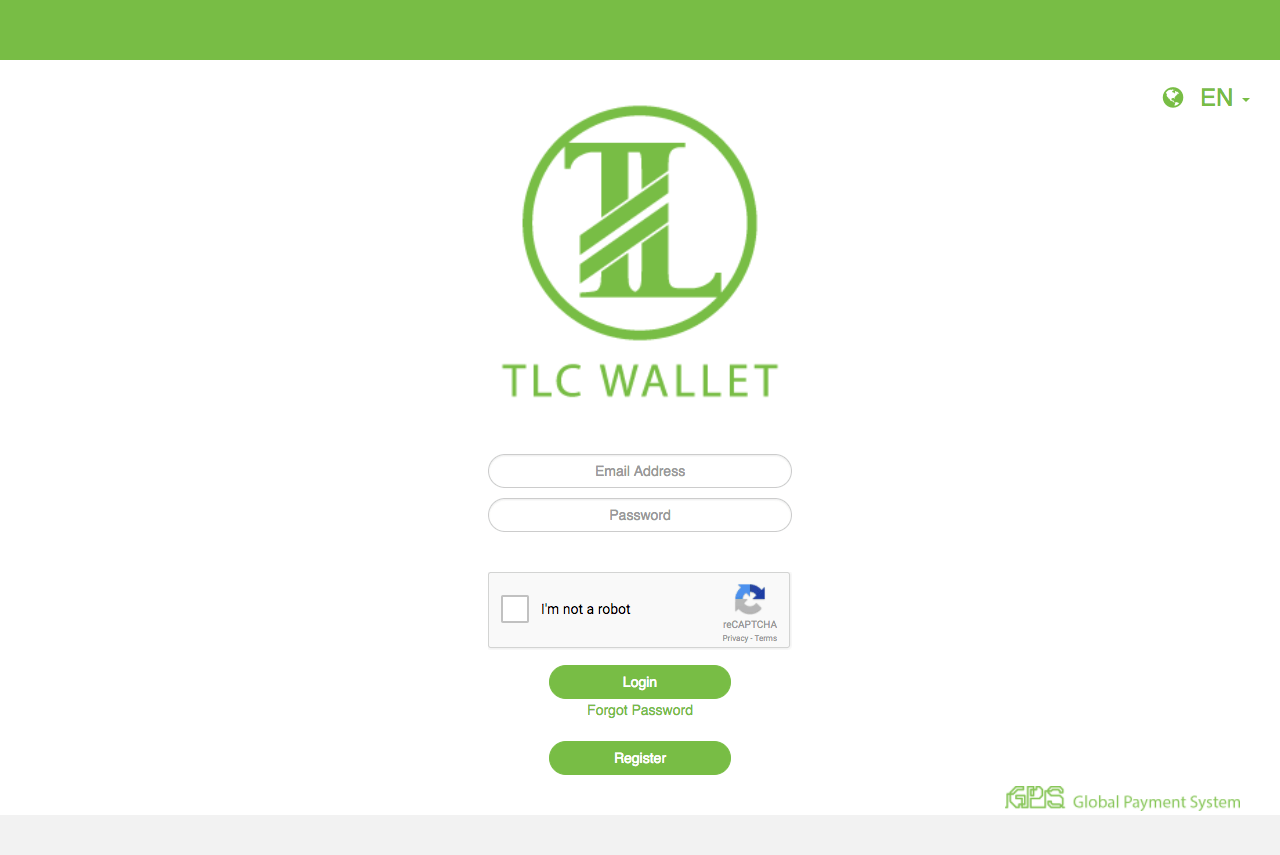 EN
TL
TLC WALLET
Email Address
Password
I'm not a robot
reCAPTCHA
Privacy - Terms
Login
Forgot Password
Register
GPS Global Payment System